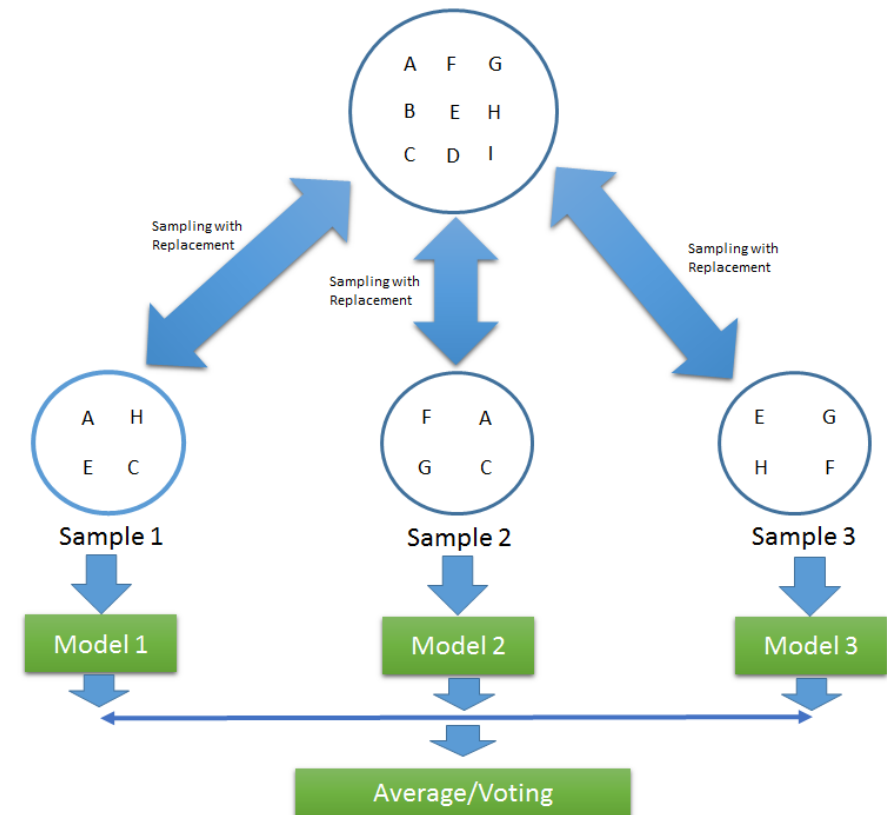 A F G
B E H
C D I
Sampling with
Replacement
Sampling with
Replacement
Sampling with
Replacement
A H
E C
F A
G C
E G
H F
Sample 1
Sample 2
Sample 3
Model 1
Model 2
Model 3
Average/Voting